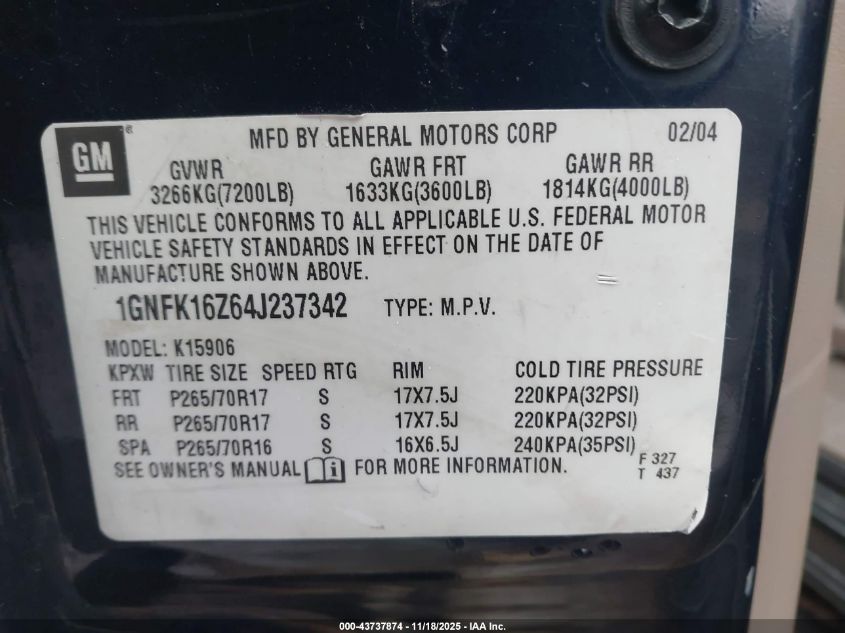 GM ®
MFD BY GENERAL MOTORS CORP 02/04
GVWR GAWR FRT GAWR RR
3266KG(7200LB) 1633KG(3600LB) 1814KG(4000LB)
THIS VEHICLE CONFORMS TO ALL APPLICABLE U.S. FEDERAL MOTOR
VEHICLE SAFETY STANDARDS IN EFFECT ON THE DATE OF
MANUFACTURE SHOWN ABOVE.
1GNFK16Z64J237342 TYPE: M.P.V.
MODEL: K15906
KPXW TIRE SIZE SPEED RTG RIM COLD TIRE PRESSURE
FRT P265/70R17 S 17X7.5J 220KPA(32PSI)
RR P265/70R17 S 17X7.5J 220KPA(32PSI)
SPA P265/70R16 S 16X6.5J 240KPA(35PSI)
SEE OWNER'S MANUAL FOR MORE INFORMATION.
F 327
T 437
000-43737874 - 11/18/2025 - IAA Inc.